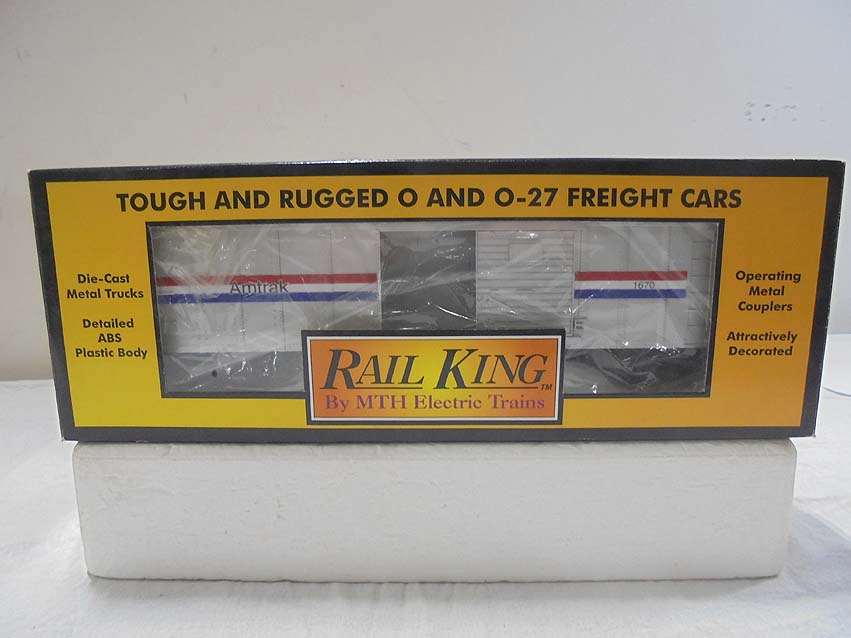 TOUGH AND RUGGED O AND O-27 FREIGHT CARS
Die-Cast
Metal Trucks
Detailed
ABS
Plastic Body
Amtrak
1670
Operating
Metal
Couplers
Attractively
Decorated
RAIL KING TM
By MTH Electric Trains